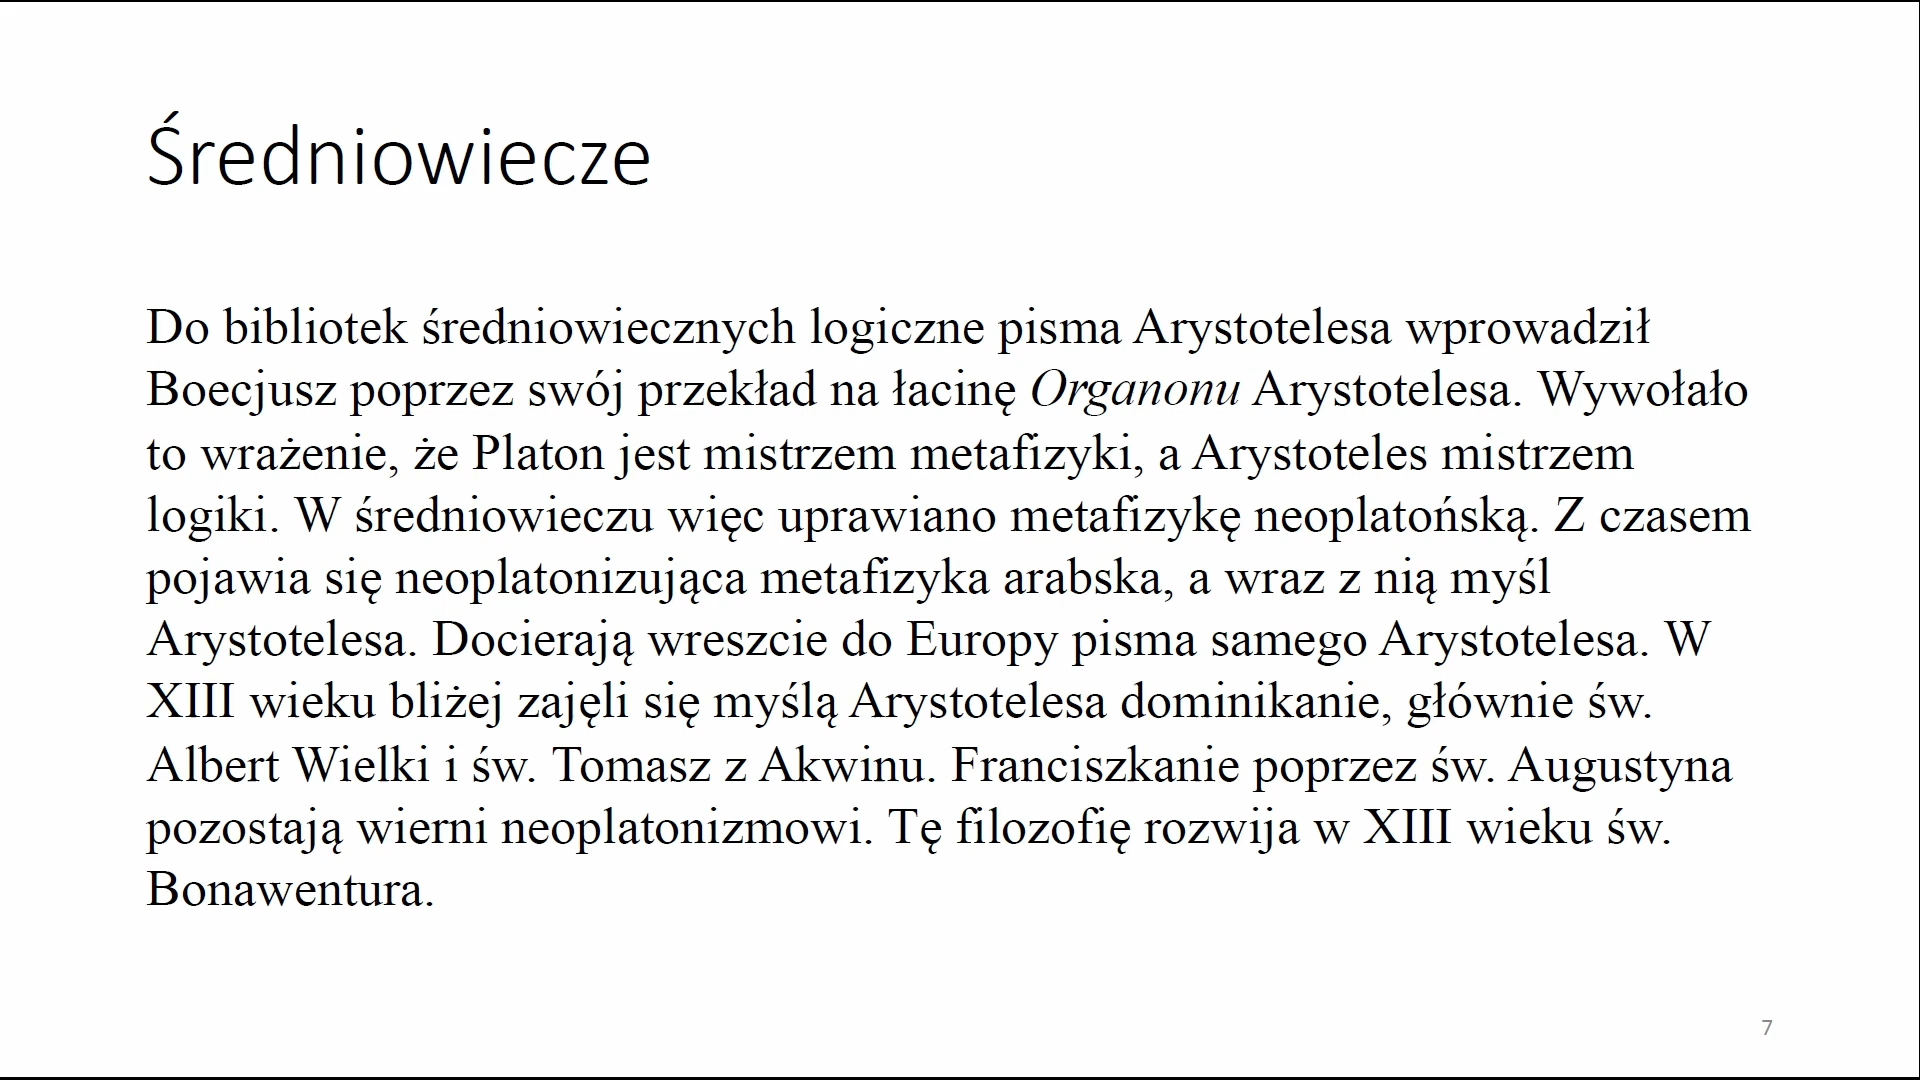 Średniowiecze
Do bibliotek średniowiecznych logiczne pisma Arystotelesa wprowadził
Boecjusz poprzez swój przekład na łacinę Organonu Arystotelesa. Wywołało
to wrażenie, że Platon jest mistrzem metafizyki, a Arystoteles mistrzem
logiki. W średniowieczu więc uprawiano metafizykę neoplatońską. Z czasem
pojawia się neoplatonizująca metafizyka arabska, a wraz z nią myśl
Arystotelesa. Docierają wreszcie do Europy pisma samego Arystotelesa. W
XIII wieku bliżej zajęli się myślą Arystotelesa dominikanie, głównie św.
Albert Wielki i św. Tomasz z Akwinu. Franciszkanie poprzez św. Augustyna
pozostają wierni neoplatonizmowi. Tę filozofię rozwija w XIII wieku św.
Bonawentura.
7